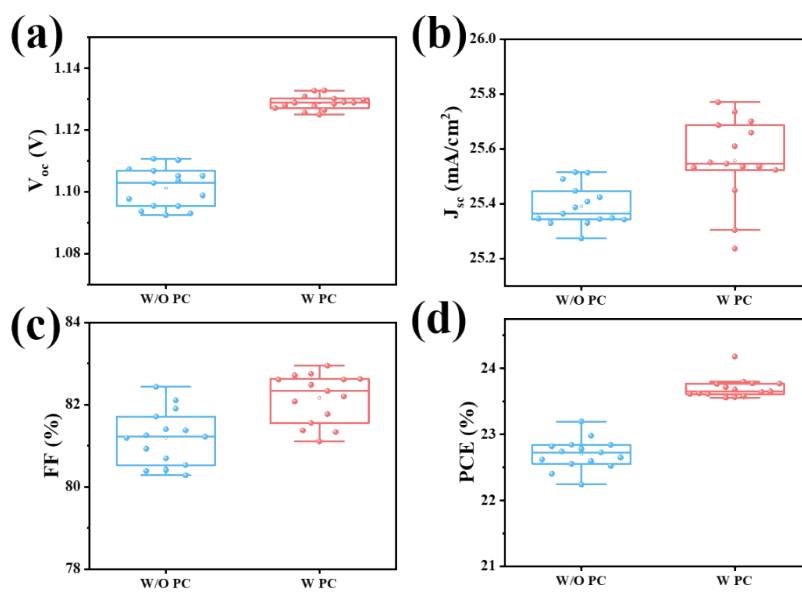 (a)
V_oc (V)
1.14
1.12
1.10
1.08
W/O PC
W PC
(b)
J_sc (mA/cm²)
26.0
25.8
25.6
25.4
25.2
W/O PC
W PC
(c)
FF (%)
84
82
80
78
W/O PC
W PC
(d)
PCE (%)
24
23
22
21
W/O PC
W PC